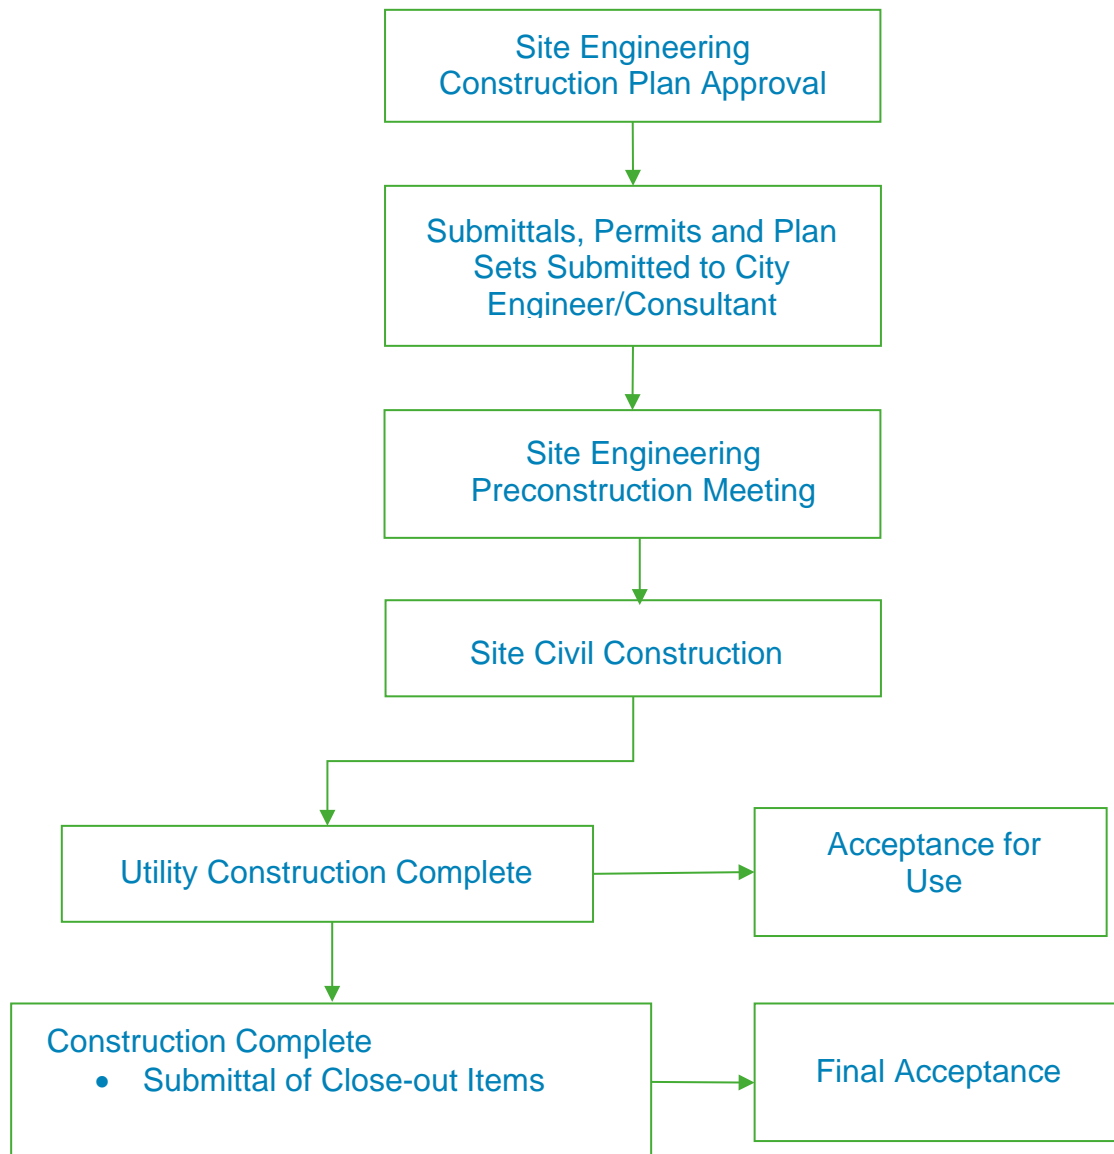 Site Engineering
Construction Plan Approval
Submittals, Permits and Plan
Sets Submitted to City
Engineer/Consultant
Site Engineering
Preconstruction Meeting
Site Civil Construction
Utility Construction Complete
Acceptance for
Use
Construction Complete
• Submittal of Close-out Items
Final Acceptance